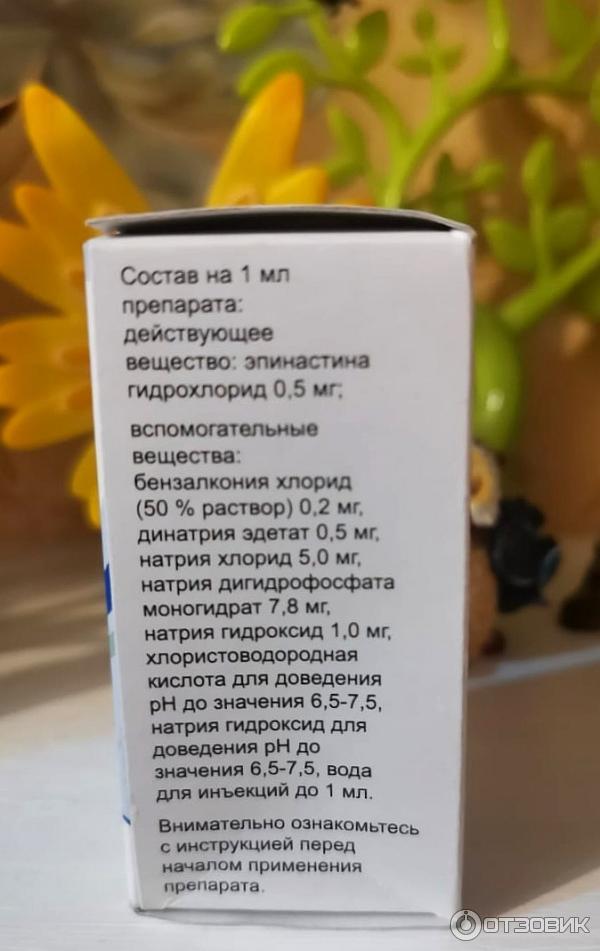 Состав на 1 мл
препарата:
действующее
вещество: эпинастина
гидрохлорид 0,5 мг;
вспомогательные
вещества:
бензалкония хлорид
(50 % раствор) 0,2 мг,
динатрия эдетат 0,5 мг,
натрия хлорид 5,0 мг,
натрия дигидрофосфата
моногидрат 7,8 мг,
натрия гидроксид 1,0 мг,
хлористоводородная
кислота для доведения
pH до значения 6,5-7,5,
натрия гидроксид для
доведения pH до
значения 6,5-7,5, вода
для инъекций до 1 мл.
Внимательно ознакомьтесь
с инструкцией перед
началом применения
препарата.
ОТЗОВИК